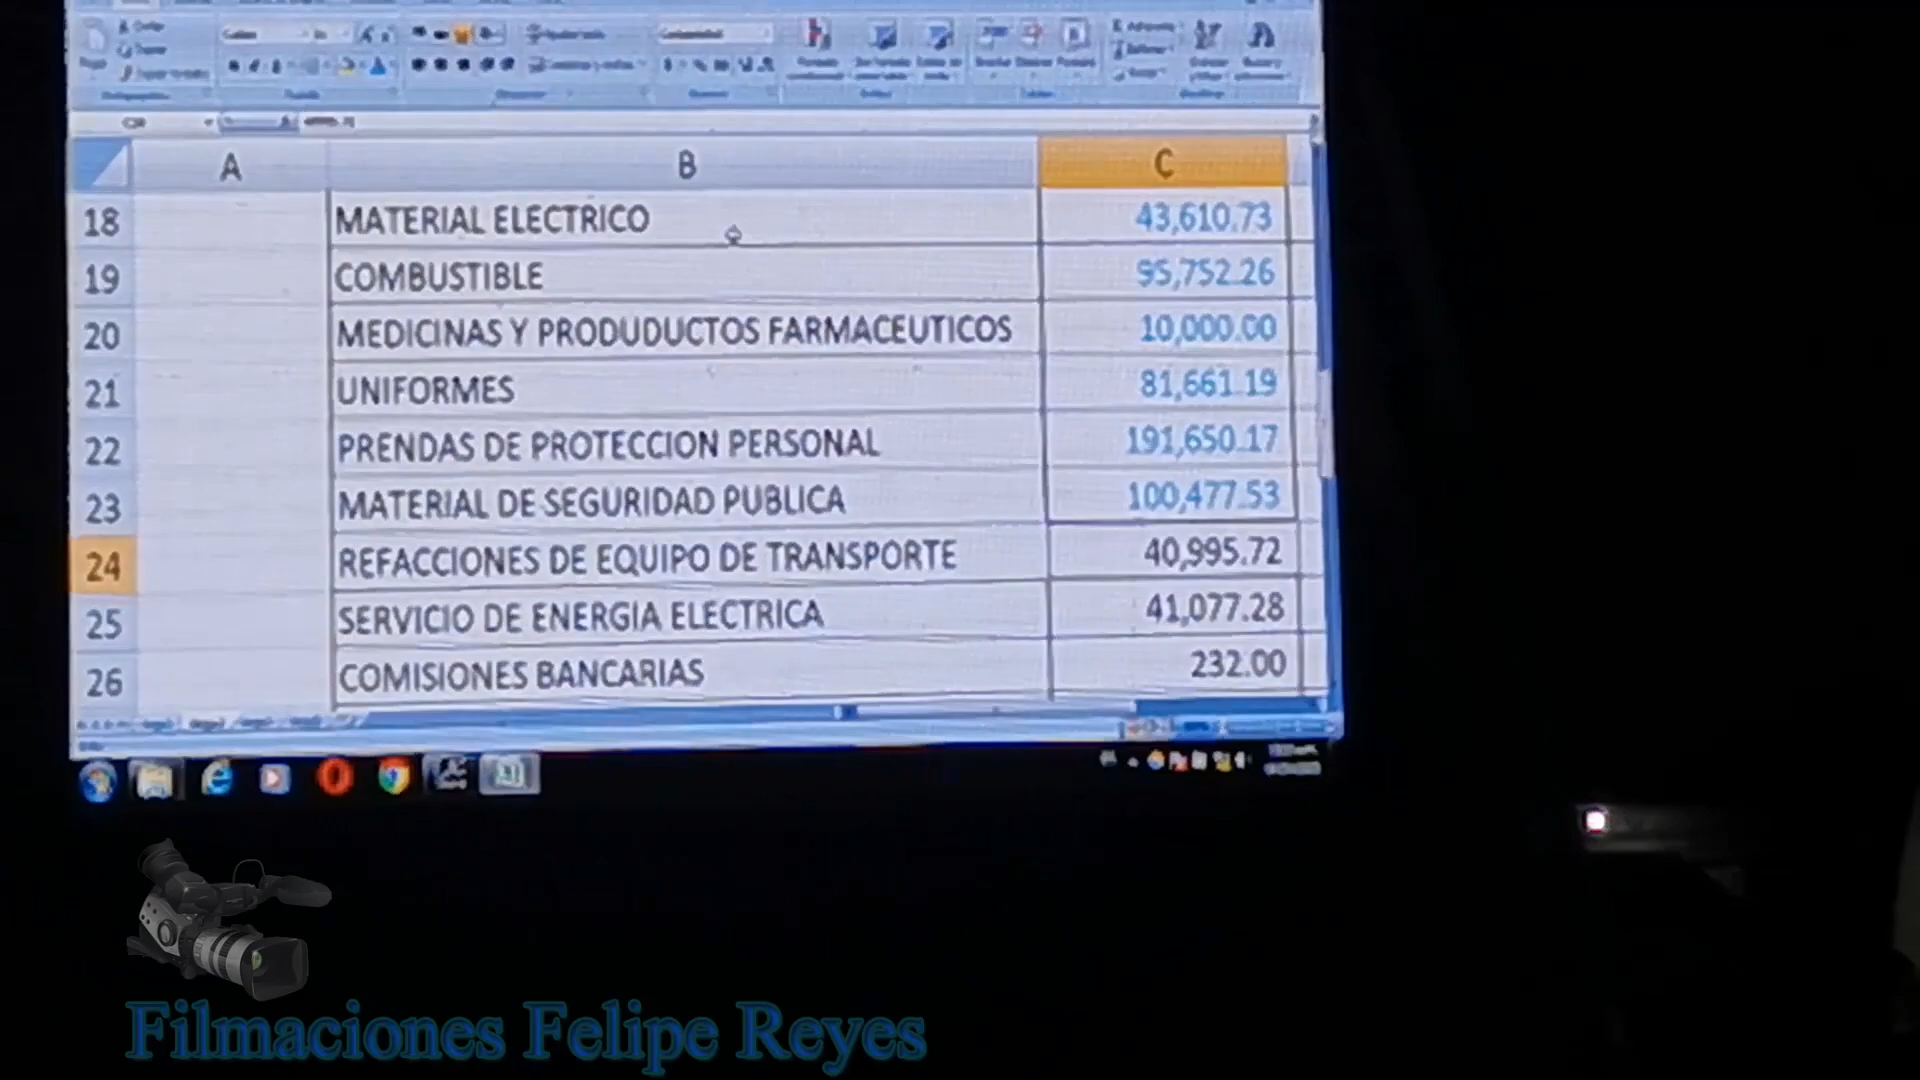 A B C
18 MATERIAL ELECTRICO 43,610.73
19 COMBUSTIBLE 95,752.26
20 MEDICINAS Y PRODUDUCTOS FARMACEUTICOS 10,000.00
21 UNIFORMES 81,661.19
22 PRENDAS DE PROTECCION PERSONAL 191,650.17
23 MATERIAL DE SEGURIDAD PUBLICA 100,477.53
24 REFACCIONES DE EQUIPO DE TRANSPORTE 40,995.72
25 SERVICIO DE ENERGIA ELECTRICA 41,077.28
26 COMISIONES BANCARIAS 232.00
Filmaciones Felipe Reyes